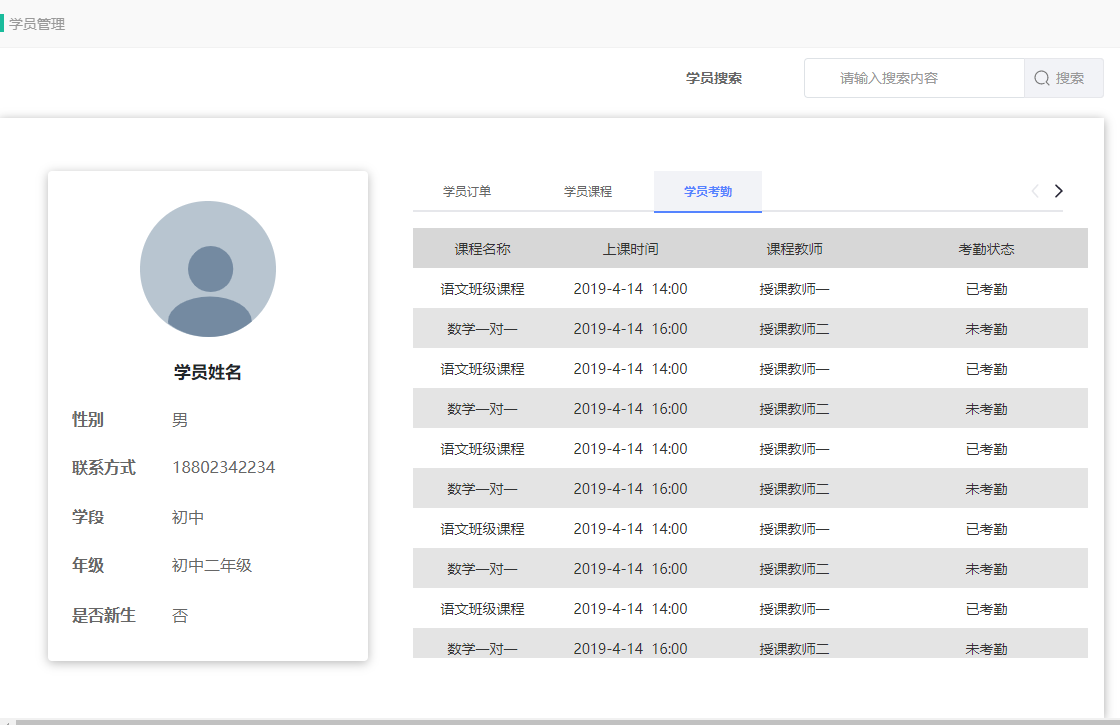 学员管理
学员搜索 请输入搜索内容 搜索
学员订单 学员课程 学员考勤
学员姓名
性别 男
联系方式 18802342234
学段 初中
年级 初中二年级
是否新生 否
课程名称 上课时间 课程教师 考勤状态
语文班级课程 2019-4-14 14:00 授课教师一 已考勤
数学一对一 2019-4-14 16:00 授课教师二 未考勤
语文班级课程 2019-4-14 14:00 授课教师一 已考勤
数学一对一 2019-4-14 16:00 授课教师二 未考勤
语文班级课程 2019-4-14 14:00 授课教师一 已考勤
数学一对一 2019-4-14 16:00 授课教师二 未考勤
语文班级课程 2019-4-14 14:00 授课教师一 已考勤
数学一对一 2019-4-14 16:00 授课教师二 未考勤
语文班级课程 2019-4-14 14:00 授课教师一 已考勤
数学一对一 2019-4-14 16:00 授课教师二 未考勤